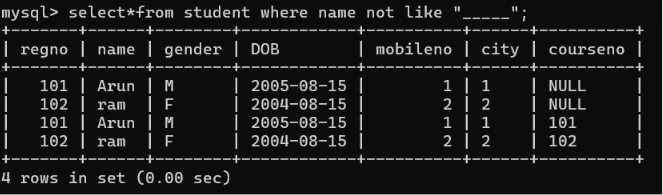 mysql> select*from student where name not like "_____";
+-------+------+--------+------------+----------+------+----------+
| regno | name | gender | DOB        | mobileno | city | courseno |
+-------+------+--------+------------+----------+------+----------+
|   101 | Arun | M      | 2005-08-15 |        1 | 1    | NULL     |
|   102 | ram  | F      | 2004-08-15 |        2 | 2    | NULL     |
|   101 | Arun | M      | 2005-08-15 |        1 | 1    | 101      |
|   102 | ram  | F      | 2004-08-15 |        2 | 2    | 102      |
+-------+------+--------+------------+----------+------+----------+
4 rows in set (0.00 sec)